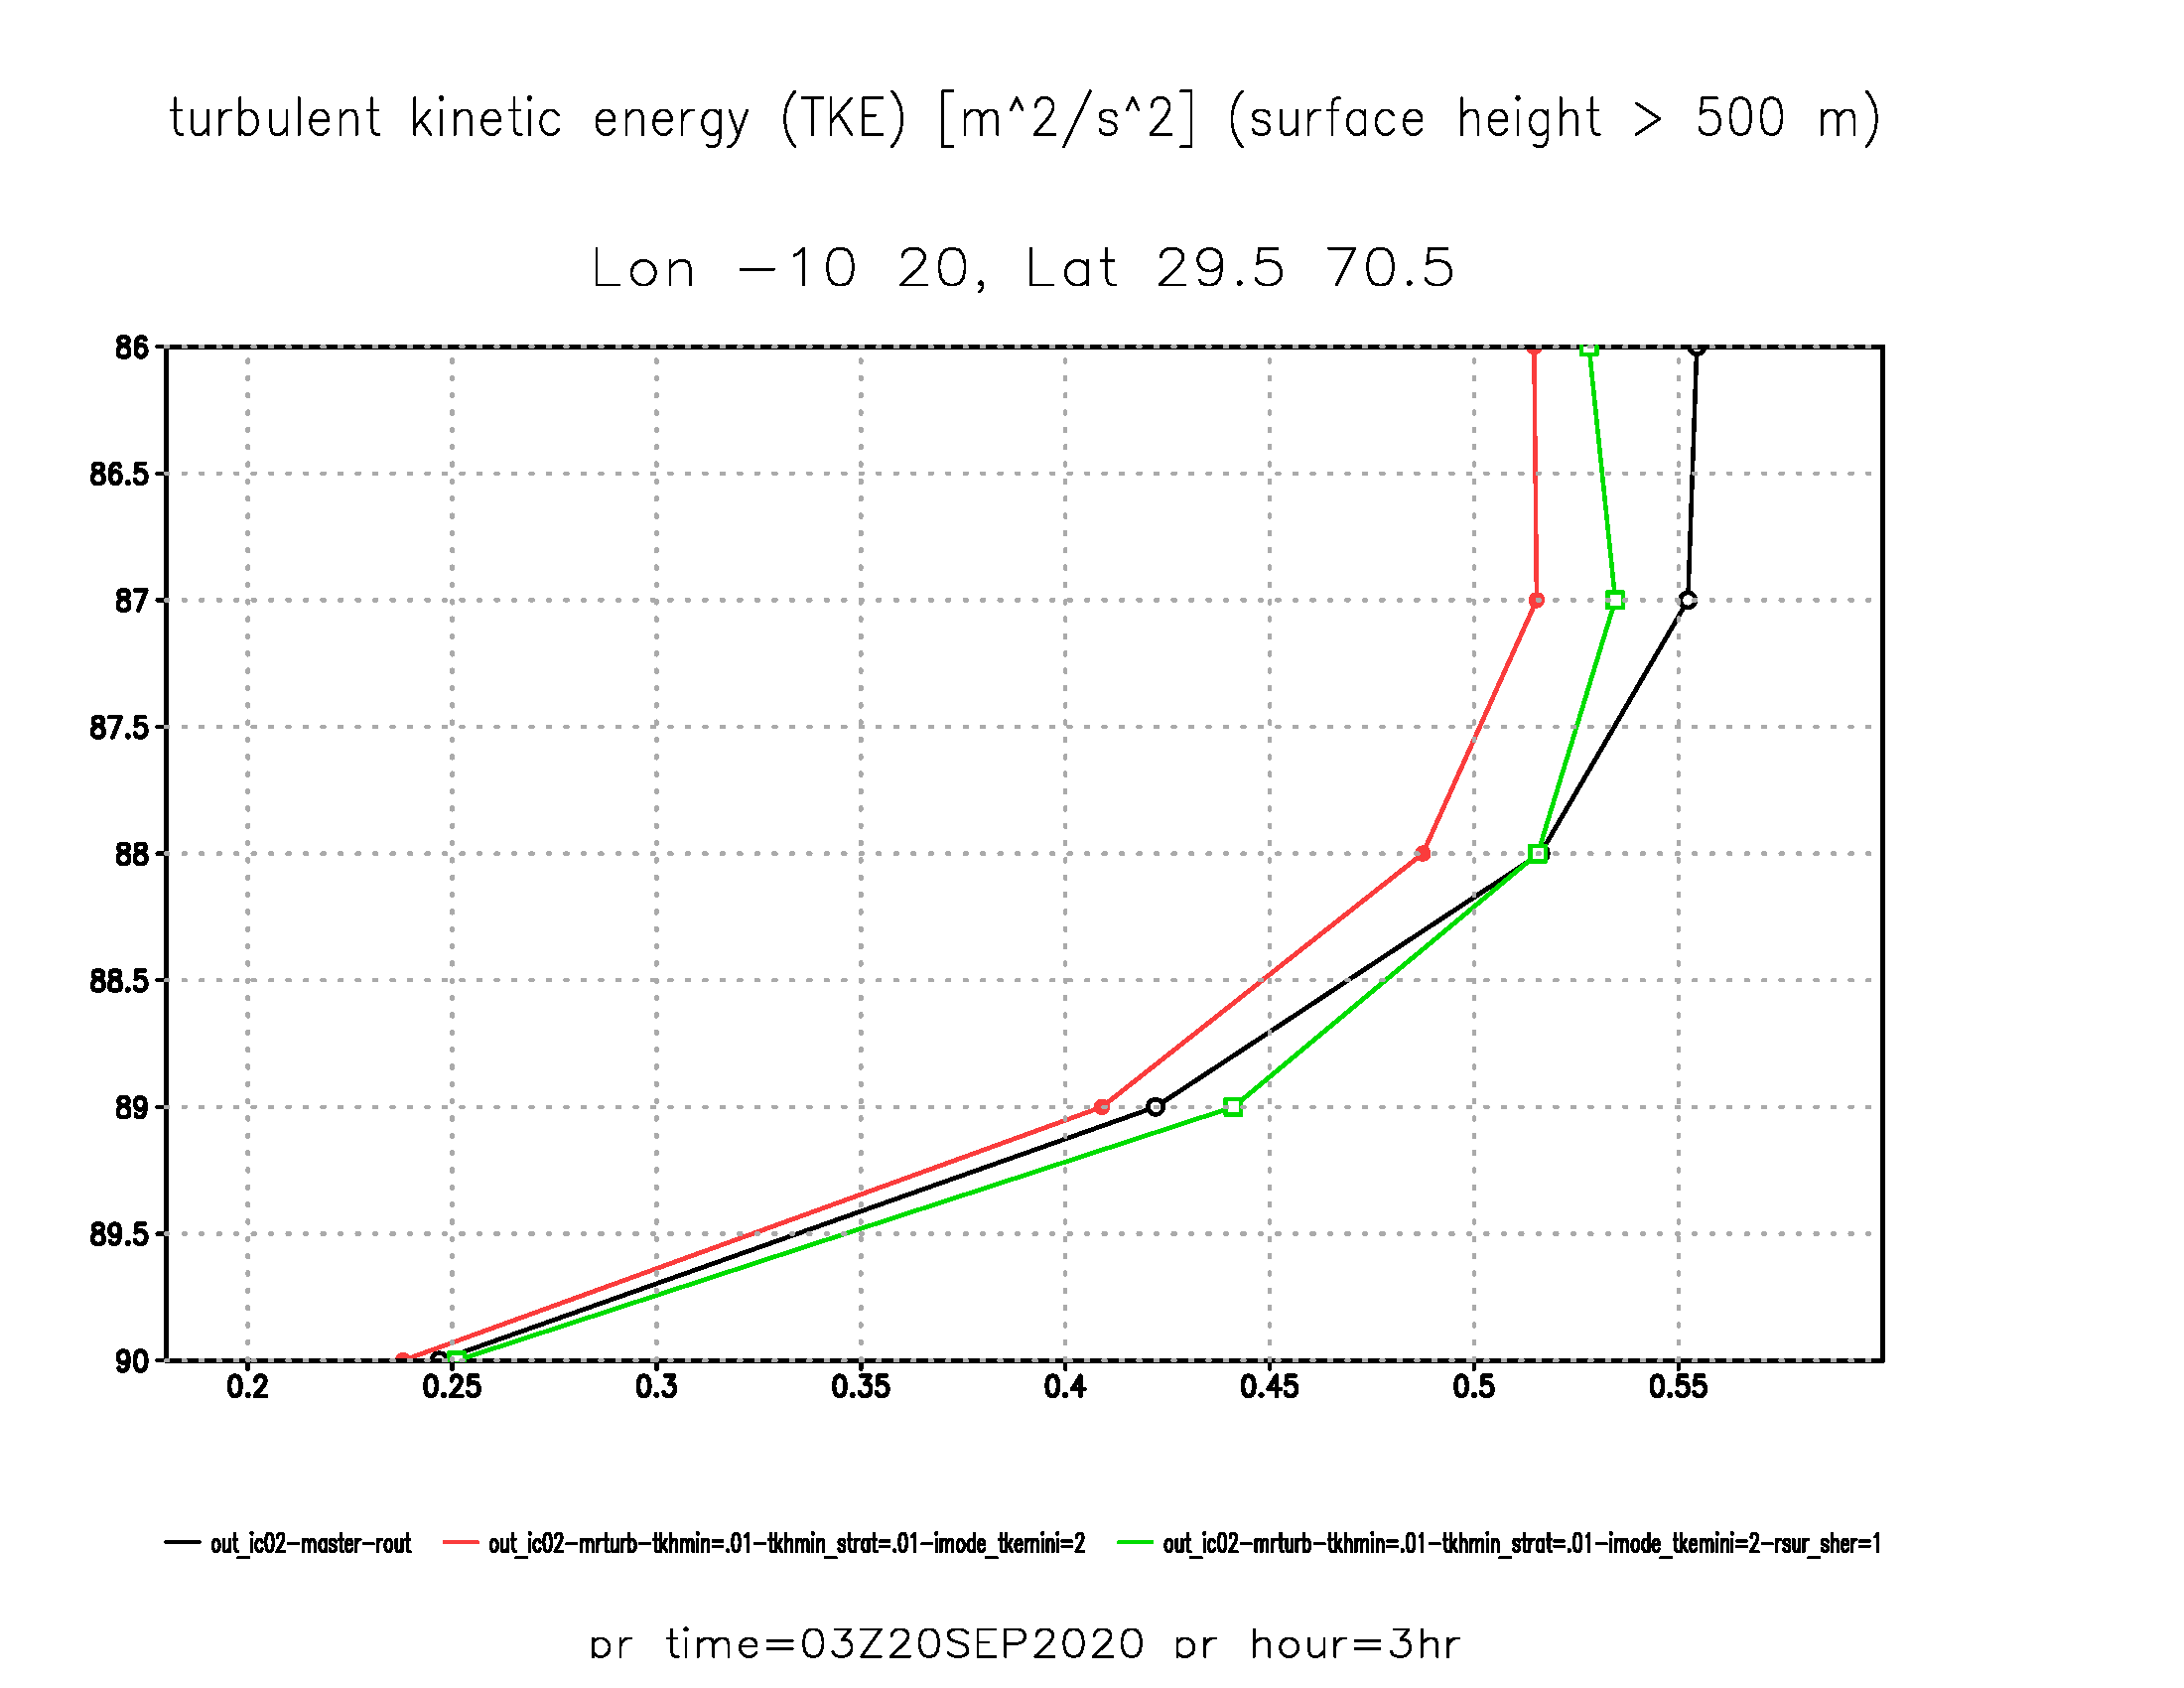 turbulent kinetic energy (TKE) [m^2/s^2] (surface height > 500 m)
Lon -10 20, Lat 29.5 70.5
86
86.5
87
87.5
88
88.5
89
89.5
90
0.2 0.25 0.3 0.35 0.4 0.45 0.5 0.55
out_ic02-master-rout out_ic02-mrturb-tkhmin=.01-tkhmin_strat=.01-imode_tkemini=2 out_ic02-mrturb-tkhmin=.01-tkhmin_strat=.01-imode_tkemini=2-rsur_sher=1
pr time=03Z20SEP2020 pr hour=3hr